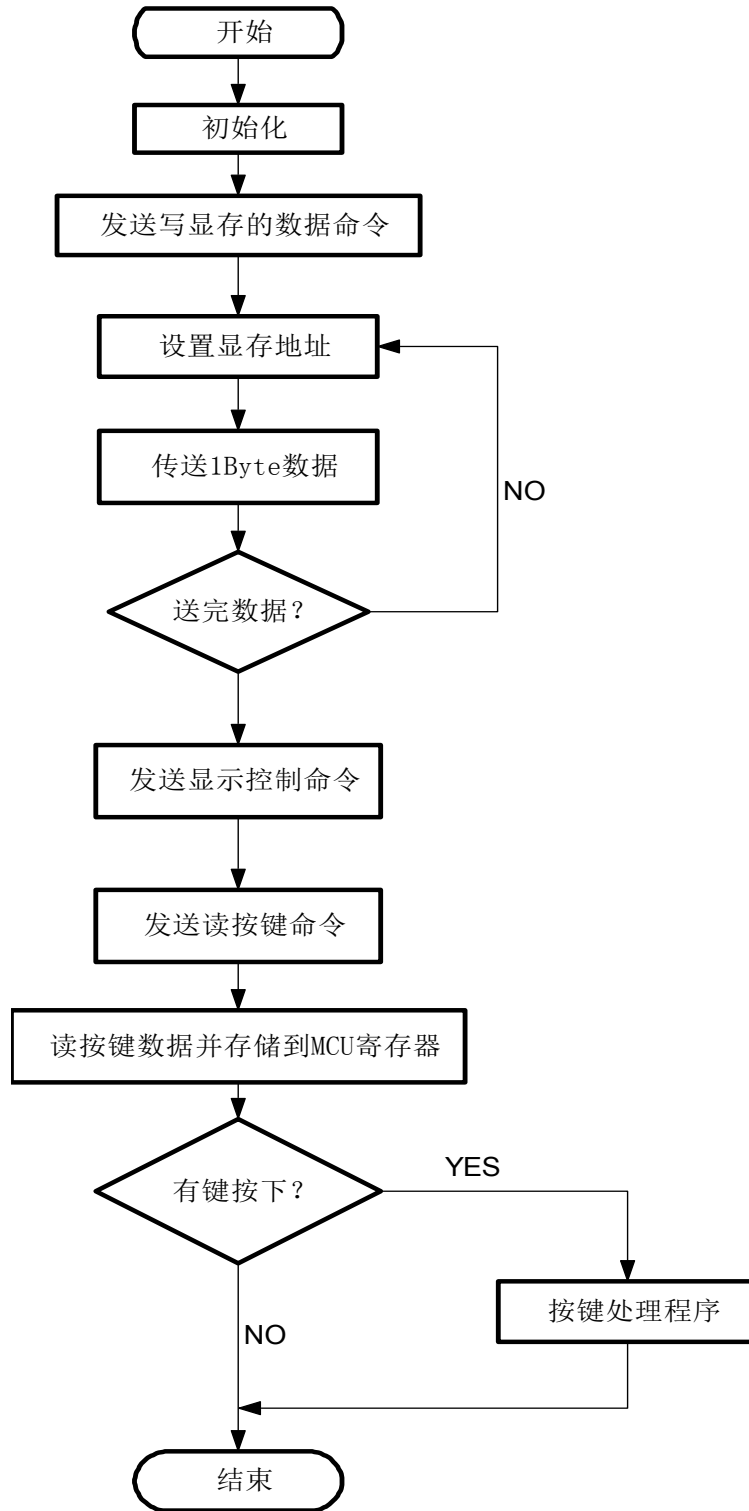 开始
初始化
发送写显存的数据命令
设置显存地址
传送1Byte数据
NO
送完数据?
发送显示控制命令
发送读按键命令
读按键数据并存储到MCU寄存器
YES
有键按下?
按键处理程序
NO
结束